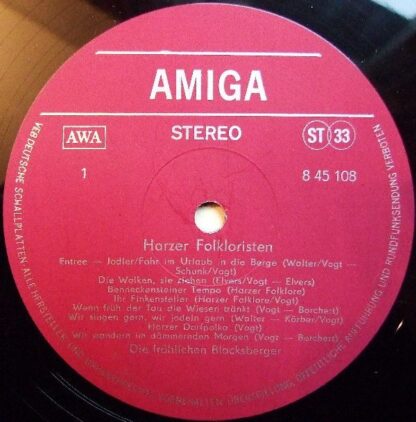 AMIGA
AWA
STEREO
ST 33
1
8 45 108
Harzer Folkloristen
Entree — Jodler/Fahr im Urlaub in die Berge (Walter/Vogt —
Schunk/Vogt)
Die Wolken, sie ziehen (Elvers/Vogt — Elvers)
Benneckensteiner Tempo (Harzer Folklore)
Ihr Finkensteller (Harzer Folklore/Vogt)
Wenn früh der Tau die Wiesen tränkt (Vogt — Borchert)
Wir singen gern, wir jodeln gern (Walter — Körber/Vogt)
Harzer Dorfpolka (Vogt)
Wir wandern im dämmernden Morgen (Vogt — Borchert)
Die fröhlichen Blocksberger
VEB DEUTSCHE SCHALLPLATTEN ALLE HERSTELLER
VORBEHALTEN ÜBERSPIELUNG, ÖFFENTLICHE AUFFÜHRUNG UND RUNDFUNKSENDUNG VERBOTEN